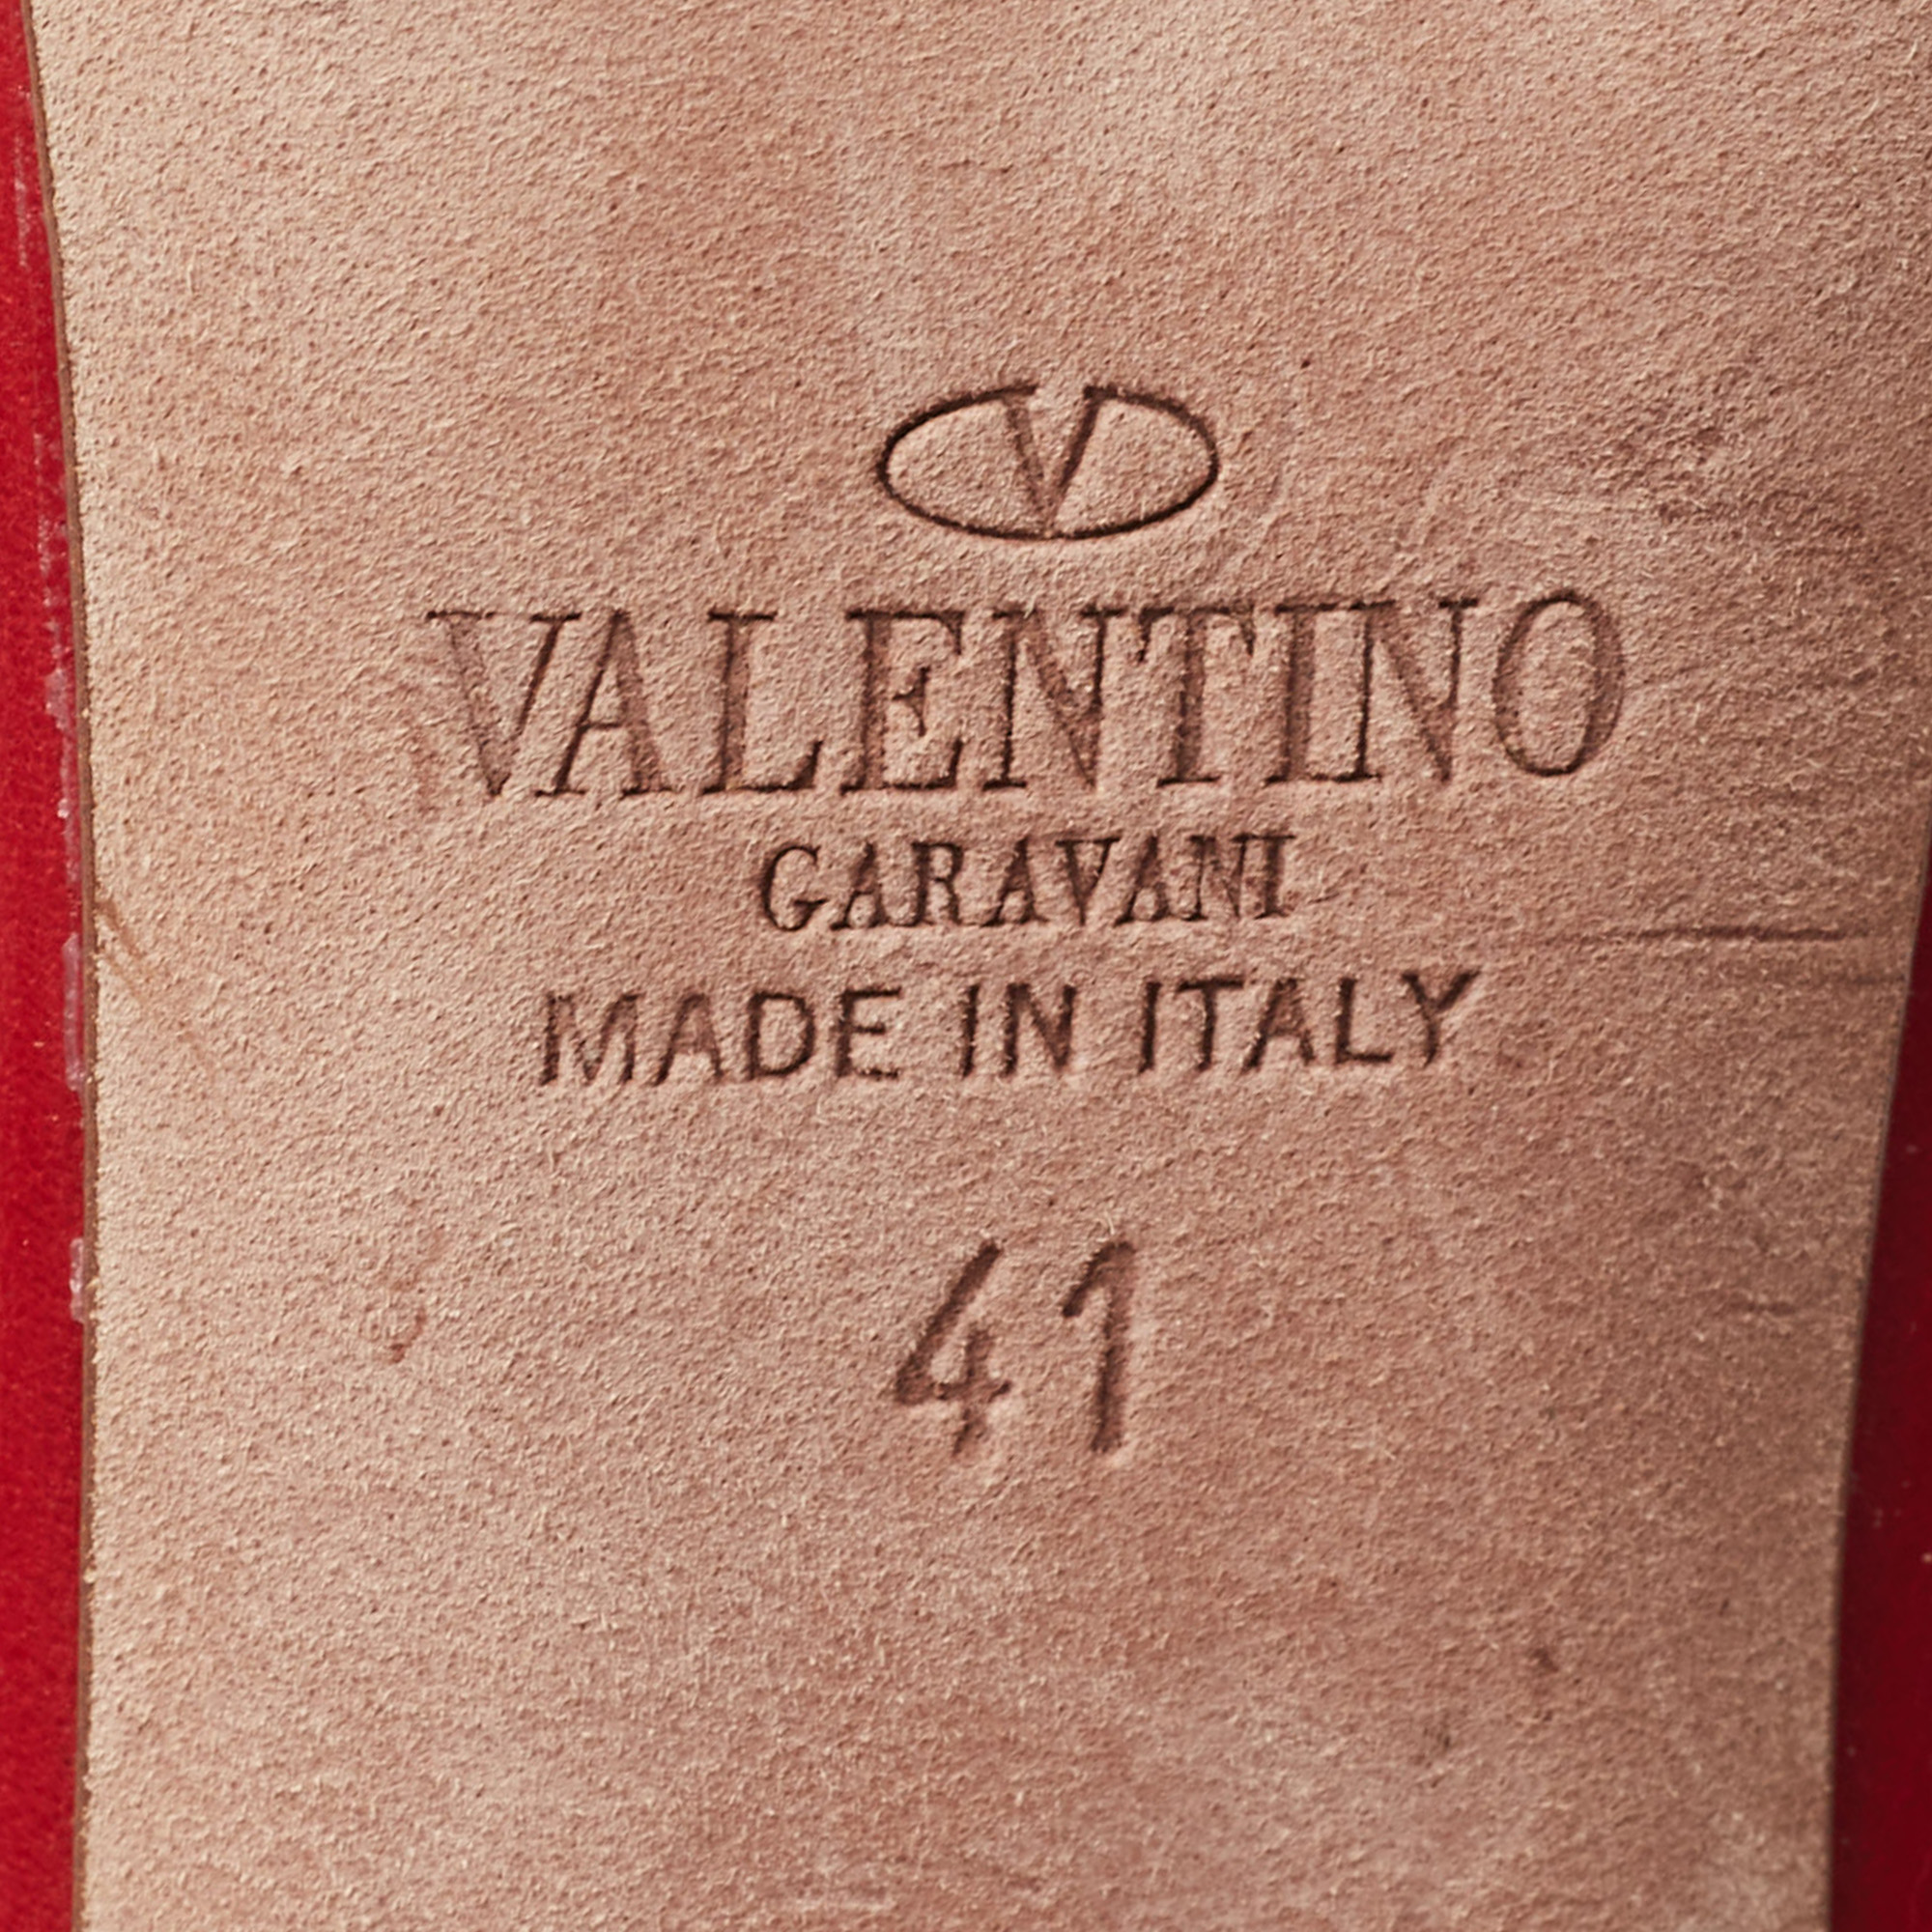 V
VALENTINO
GARAVANI
MADE IN ITALY
41